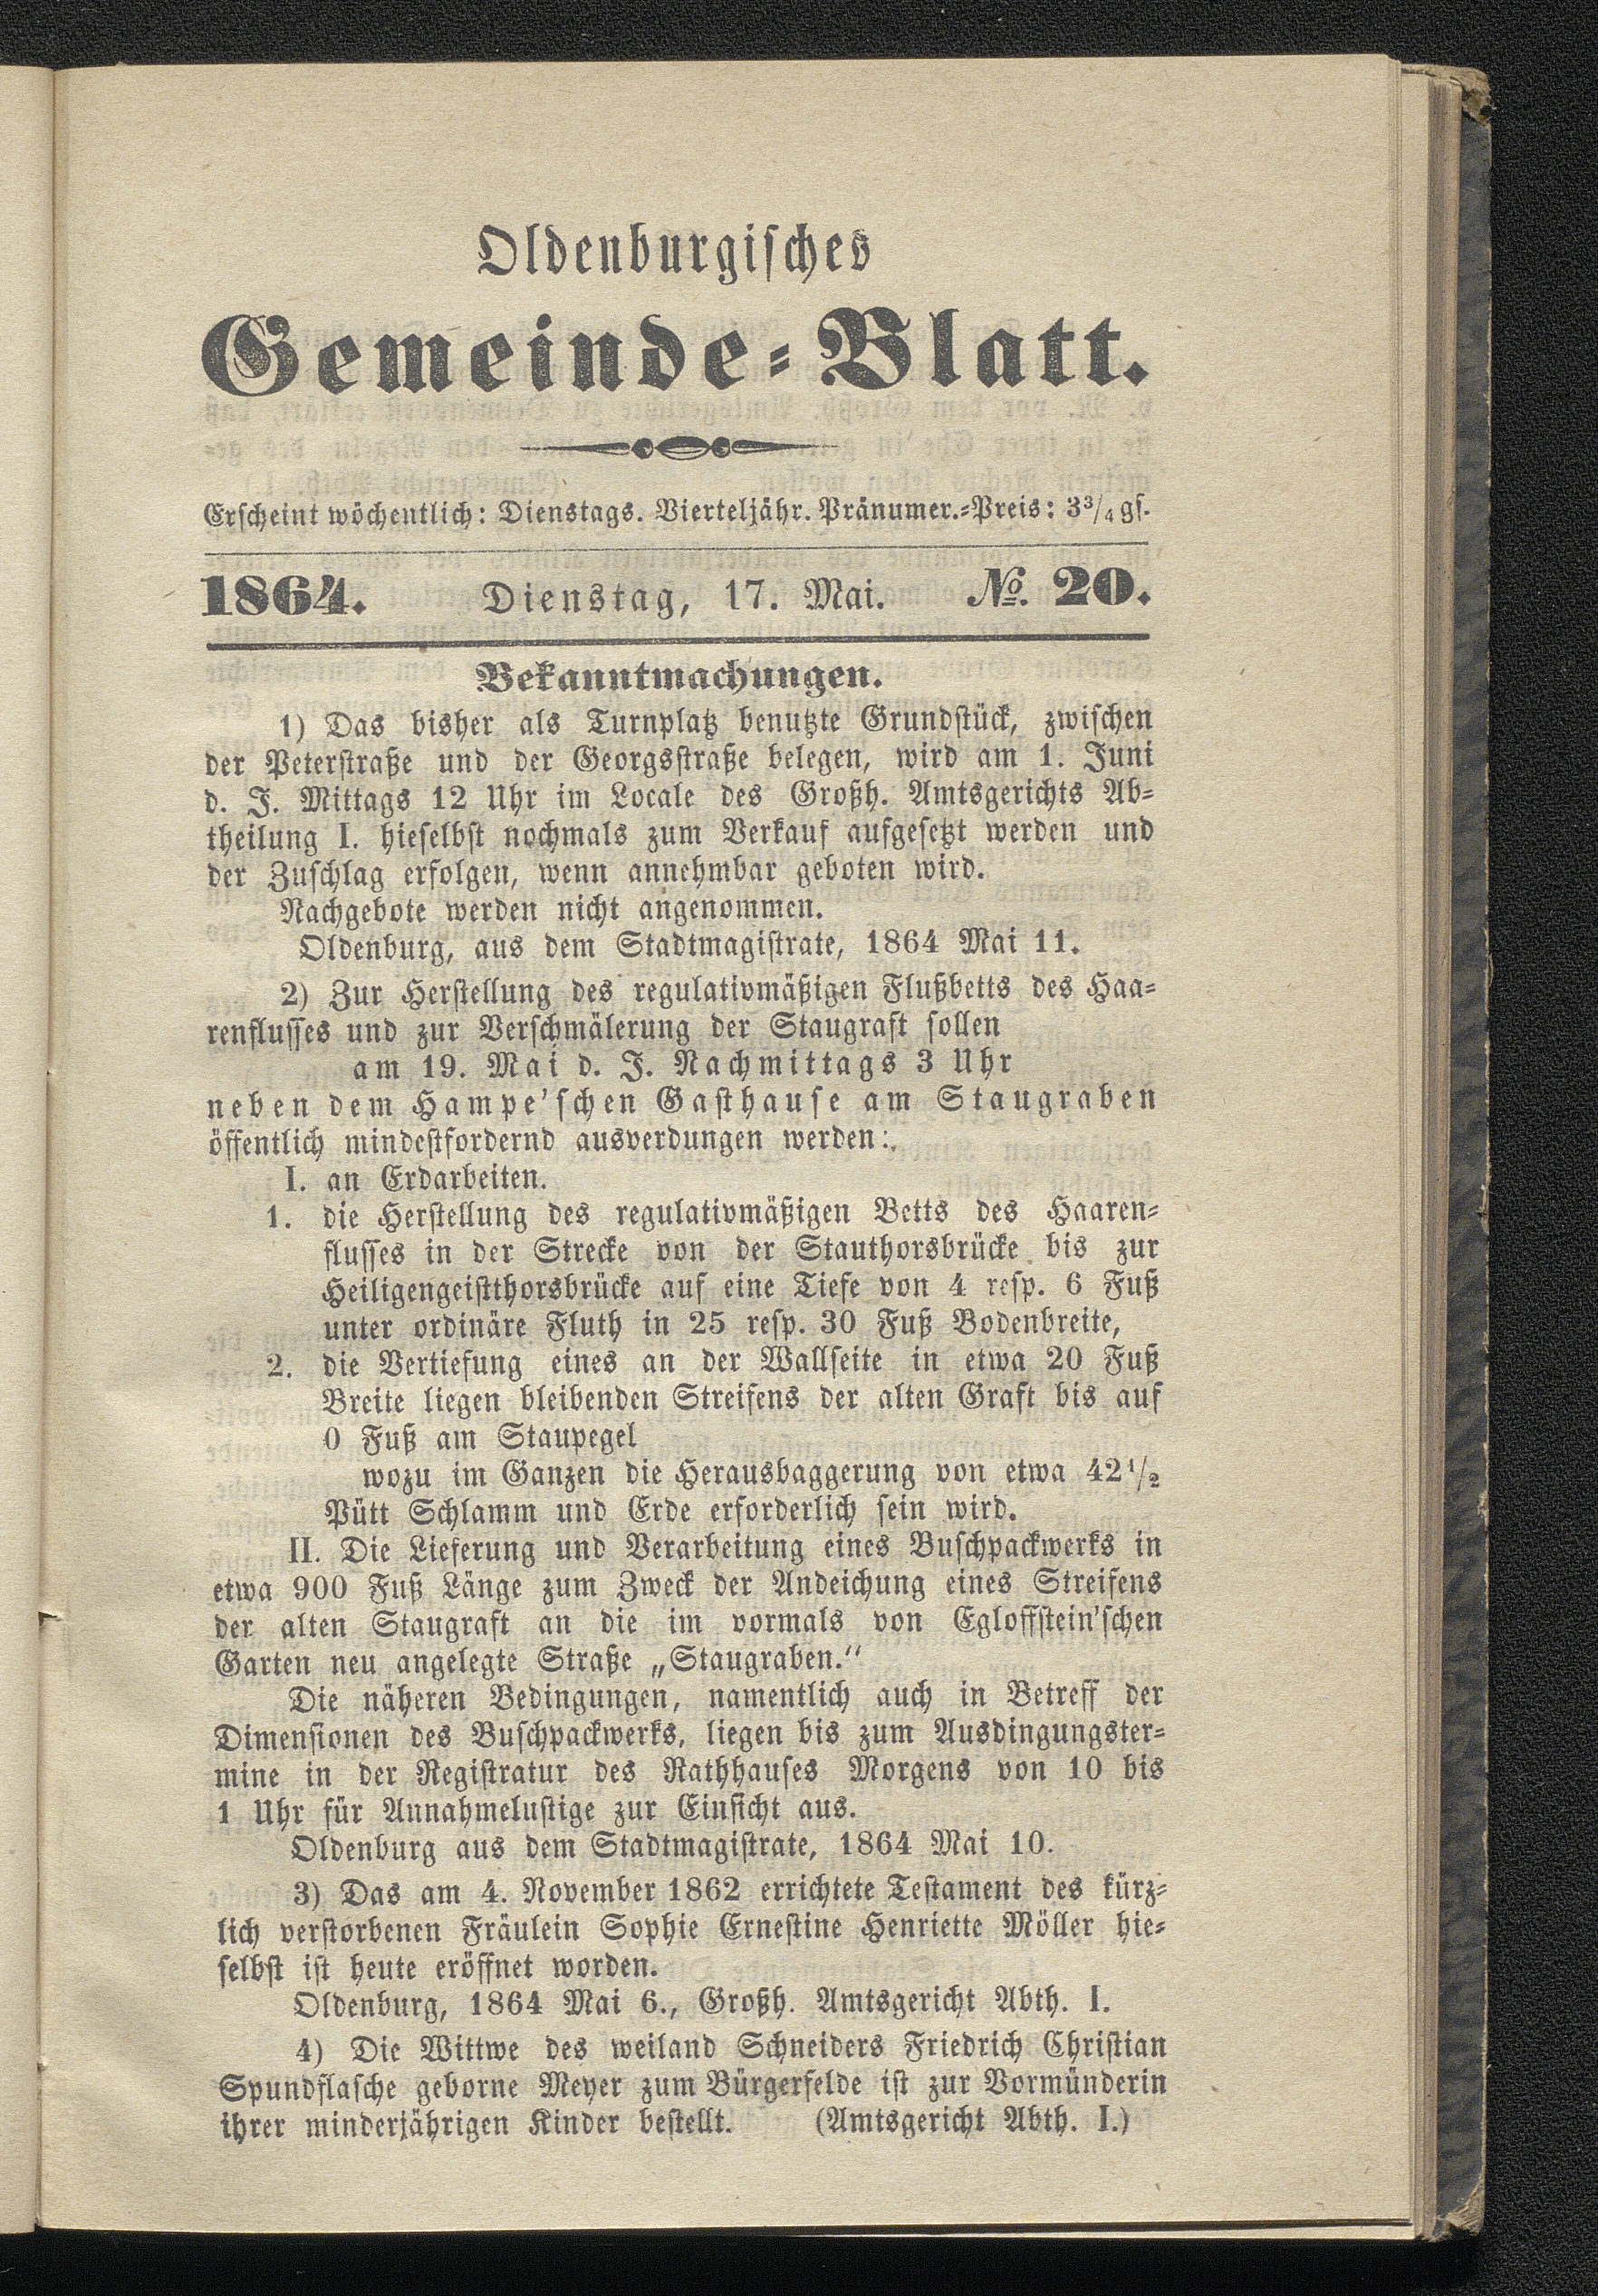 Oldenburgisches
Gemeinde-Blatt.
Erscheint wöchentlich: Dienstags. Vierteljähr. Pränumer.-Preis: 3¾ gs.
1864. Dienstag, 17. Mai. No. 20.
Bekanntmachungen.
1) Das bisher als Turnplatz benutzte Grundstück, zwischen
der Peterstraße und der Georgsstraße belegen, wird am 1. Juni
d. J. Mittags 12 Uhr im Locale des Großh. Amtsgerichts Ab-
theilung I. hieselbst nochmals zum Verkauf aufgesetzt werden und
der Zuschlag erfolgen, wenn annehmbar geboten wird.
Nachgebote werden nicht angenommen.
Oldenburg, aus dem Stadtmagistrate, 1864 Mai 11.
2) Zur Herstellung des regulativmäßigen Flußbetts des Haa-
renflusses und zur Verschmälerung der Staugraft sollen
am 19. Mai d. J. Nachmittags 3 Uhr
neben dem Hampe'schen Gasthause am Staugraben
öffentlich mindestfordernd ausverdungen werden:
I. an Erdarbeiten.
1. die Herstellung des regulativmäßigen Betts des Haaren-
flusses in der Strecke von der Stauthorsbrücke bis zur
Heiligengeistthorsbrücke auf eine Tiefe von 4 resp. 6 Fuß
unter ordinäre Fluth in 25 resp. 30 Fuß Bodenbreite,
2. die Vertiefung eines an der Wallseite in etwa 20 Fuß
Breite liegen bleibenden Streifens der alten Graft bis auf
0 Fuß am Staupegel
wozu im Ganzen die Herausbaggerung von etwa 42½
Pütt Schlamm und Erde erforderlich sein wird.
II. Die Lieferung und Verarbeitung eines Buschpackwerks in
etwa 900 Fuß Länge zum Zweck der Andeichung eines Streifens
der alten Staugraft an die im vormals von Egloffstein'schen
Garten neu angelegte Straße „Staugraben."
Die näheren Bedingungen, namentlich auch in Betreff der
Dimensionen des Buschpackwerks, liegen bis zum Ausdingungster-
mine in der Registratur des Rathhauses Morgens von 10 bis
1 Uhr für Annahmelustige zur Einsicht aus.
Oldenburg aus dem Stadtmagistrate, 1864 Mai 10.
3) Das am 4. November 1862 errichtete Testament des kürz-
lich verstorbenen Fräulein Sophie Ernestine Henriette Möller hie-
selbst ist heute eröffnet worden.
Oldenburg, 1864 Mai 6., Großh. Amtsgericht Abth. I.
4) Die Wittwe des weiland Schneiders Friedrich Christian
Spundflasche geborne Meyer zum Bürgerfelde ist zur Vormünderin
ihrer minderjährigen Kinder bestellt. (Amtsgericht Abth. I.)